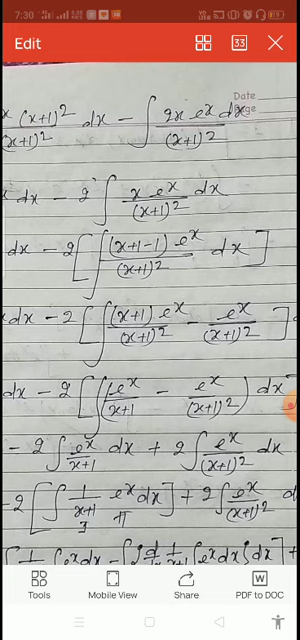 7:30
Edit
33
Date
Page
x (x+1)² dx − ∫ 2x eˣ dx
(x+1)² (x+1)²
x dx − 2 ∫ x eˣ / (x+1)² dx
dx − 2[∫ (x+1−1) eˣ / (x+1)² dx]
x dx − 2[∫ (x+1) eˣ / (x+1)² − eˣ / (x+1)²]
dx − 2[∫(eˣ / x+1 − eˣ / (x+1)²) dx]
− 2 ∫ eˣ / x+1 dx + 2 ∫ eˣ / (x+1)² dx
−2[∫ 1 / x+1 eˣ dx] + 2 ∫ eˣ / (x+1)² d
I II
Tools
Mobile View
Share
PDF to DOC